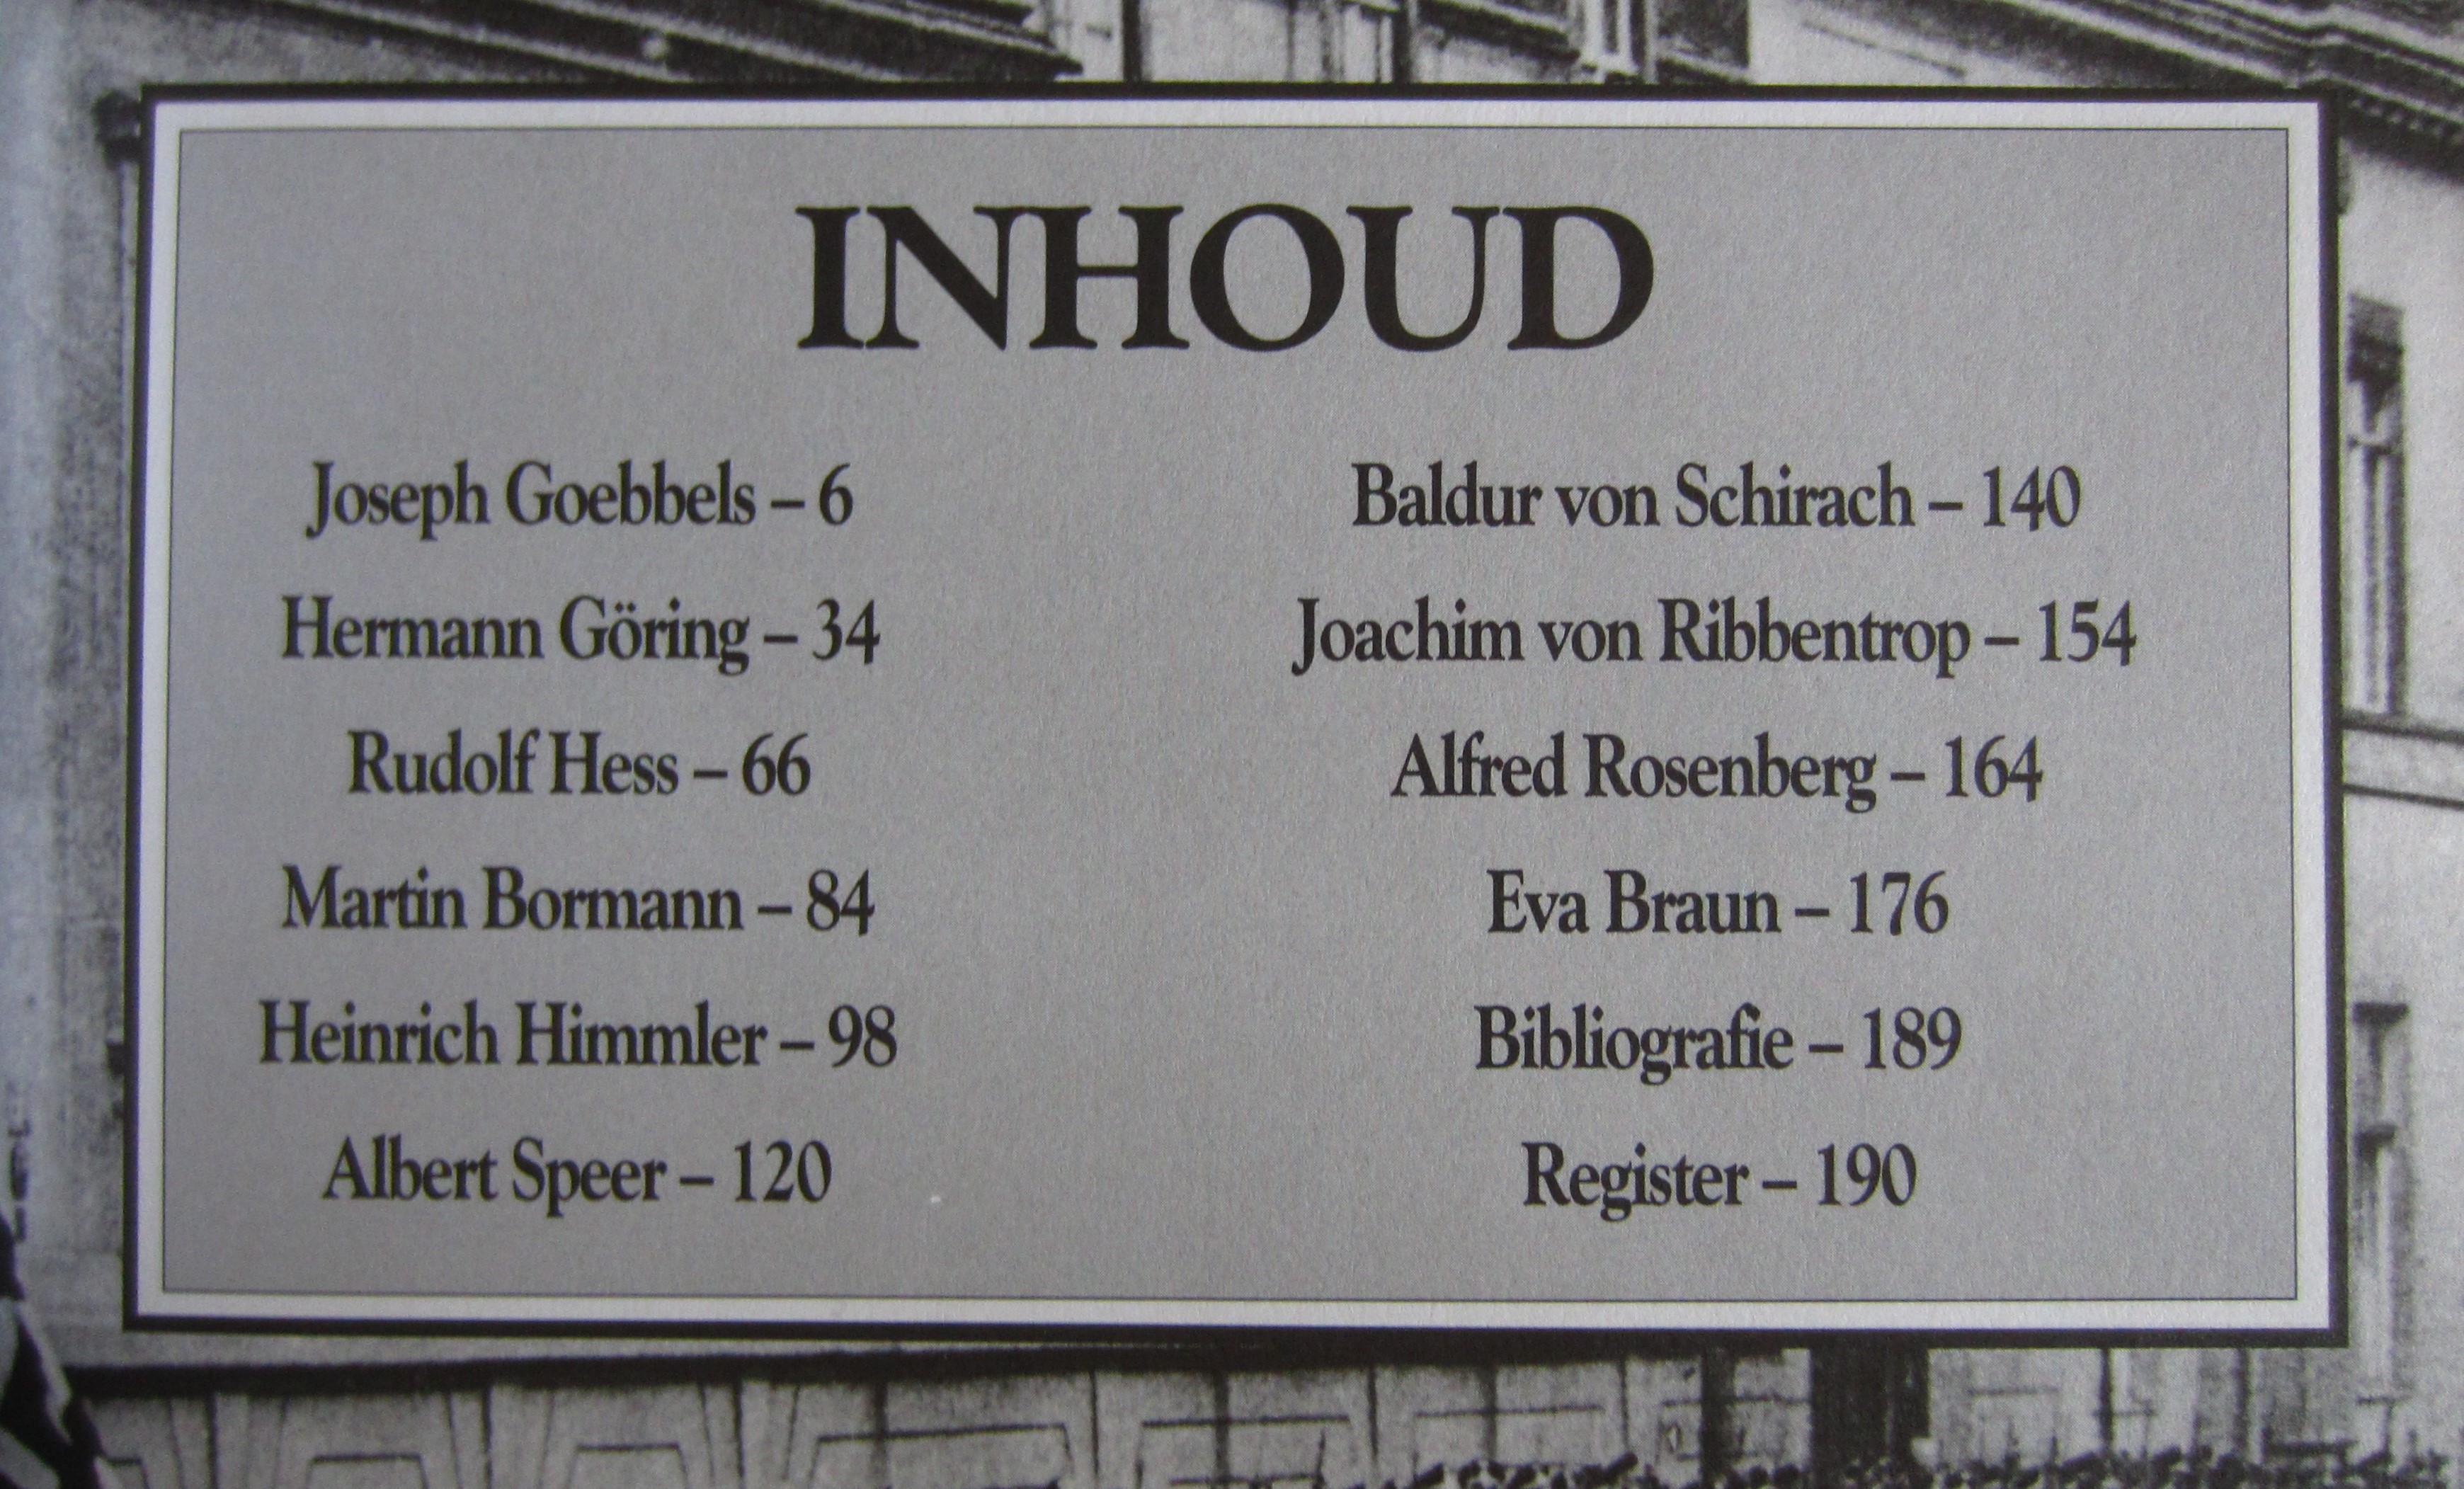 INHOUD
Joseph Goebbels – 6
Hermann Göring – 34
Rudolf Hess – 66
Martin Bormann – 84
Heinrich Himmler – 98
Albert Speer – 120
Baldur von Schirach – 140
Joachim von Ribbentrop – 154
Alfred Rosenberg – 164
Eva Braun – 176
Bibliografie – 189
Register – 190